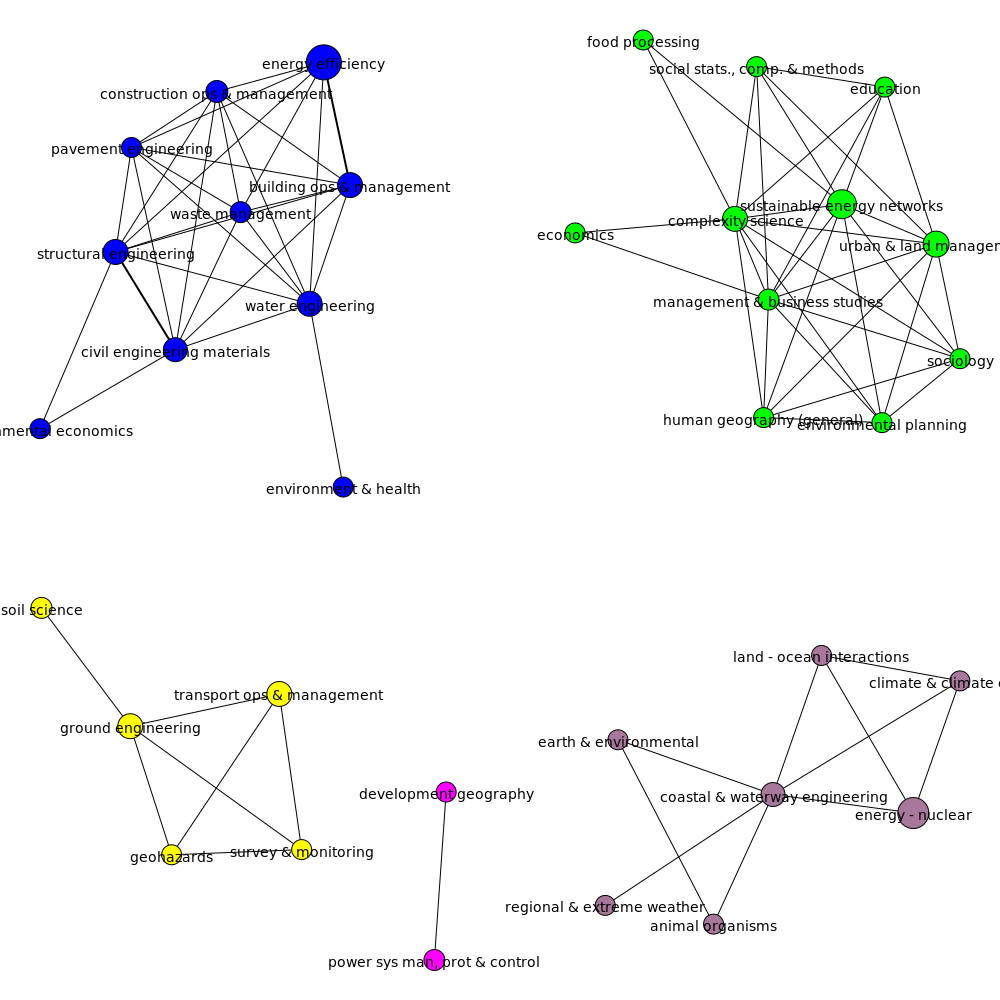 food processing
energy efficiency
social stats., comp. & methods
education
construction ops & management
pavement engineering
building ops & management
sustainable energy networks
waste management
complexity science
economics
urban & land manager
structural engineering
management & business studies
water engineering
civil engineering materials
sociology
human geography (general)
environmental planning
mental economics
environment & health
soil science
land - ocean interactions
climate & climate
transport ops & management
ground engineering
earth & environmental
development geography
coastal & waterway engineering
energy - nuclear
survey & monitoring
geohazards
regional & extreme weather
animal organisms
power sys man, prot & control